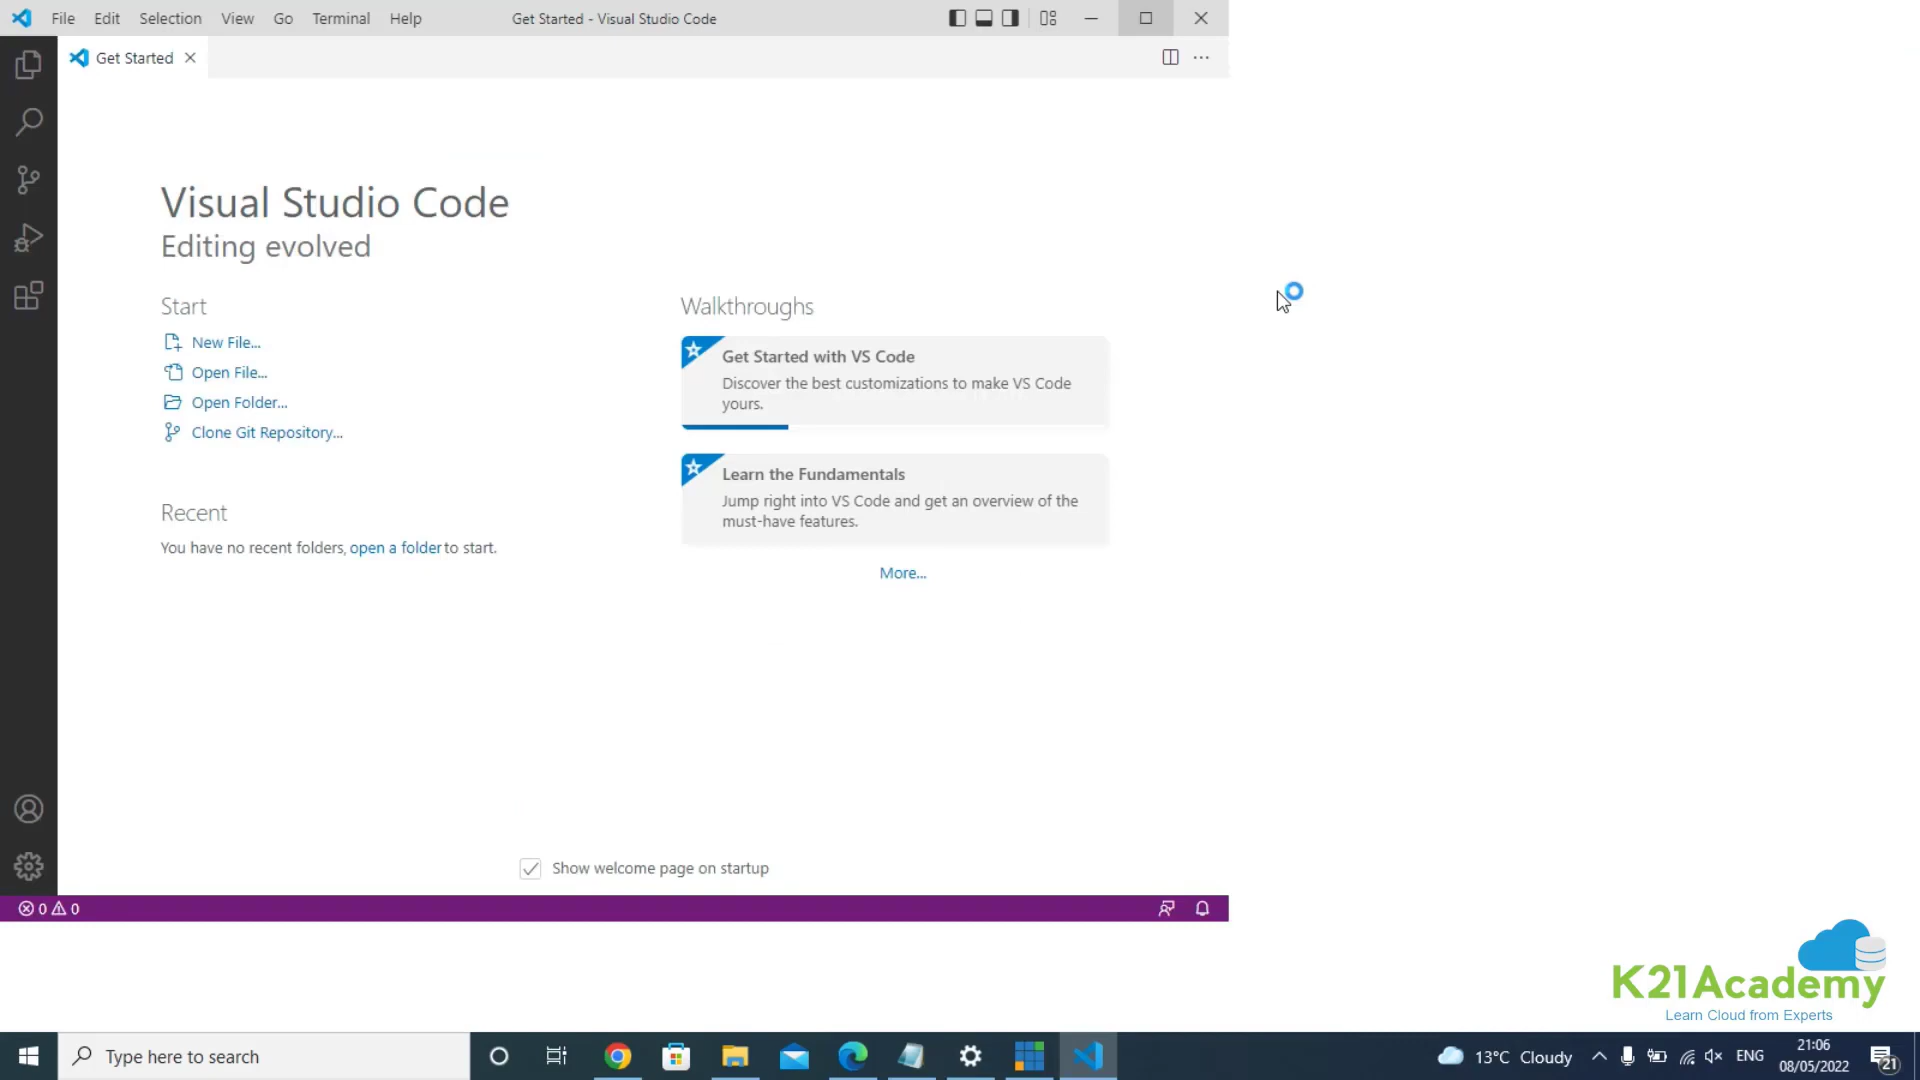 File Edit Selection View Go Terminal Help Get Started - Visual Studio Code
Get Started
Visual Studio Code
Editing evolved
Start
New File...
Open File...
Open Folder...
Clone Git Repository...
Recent
You have no recent folders, open a folder to start.
Walkthroughs
Get Started with VS Code
Discover the best customizations to make VS Code
yours.
Learn the Fundamentals
Jump right into VS Code and get an overview of the
must-have features.
More...
Show welcome page on startup
0 0
K21Academy
Learn Cloud from Experts
Type here to search
13°C Cloudy
ENG
21:06
08/05/2022
21